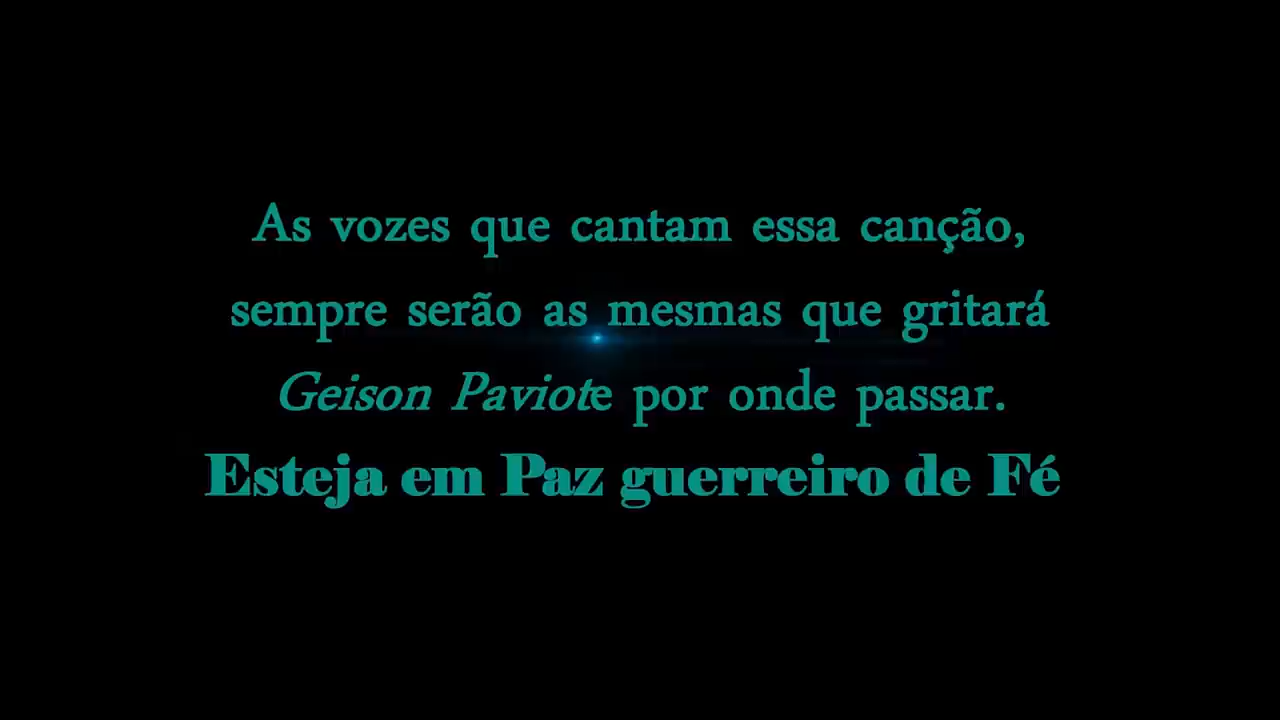 As vozes que cantam essa canção,
sempre serão as mesmas que gritará
Geison Paviote por onde passar.
Esteja em Paz guerreiro de Fé